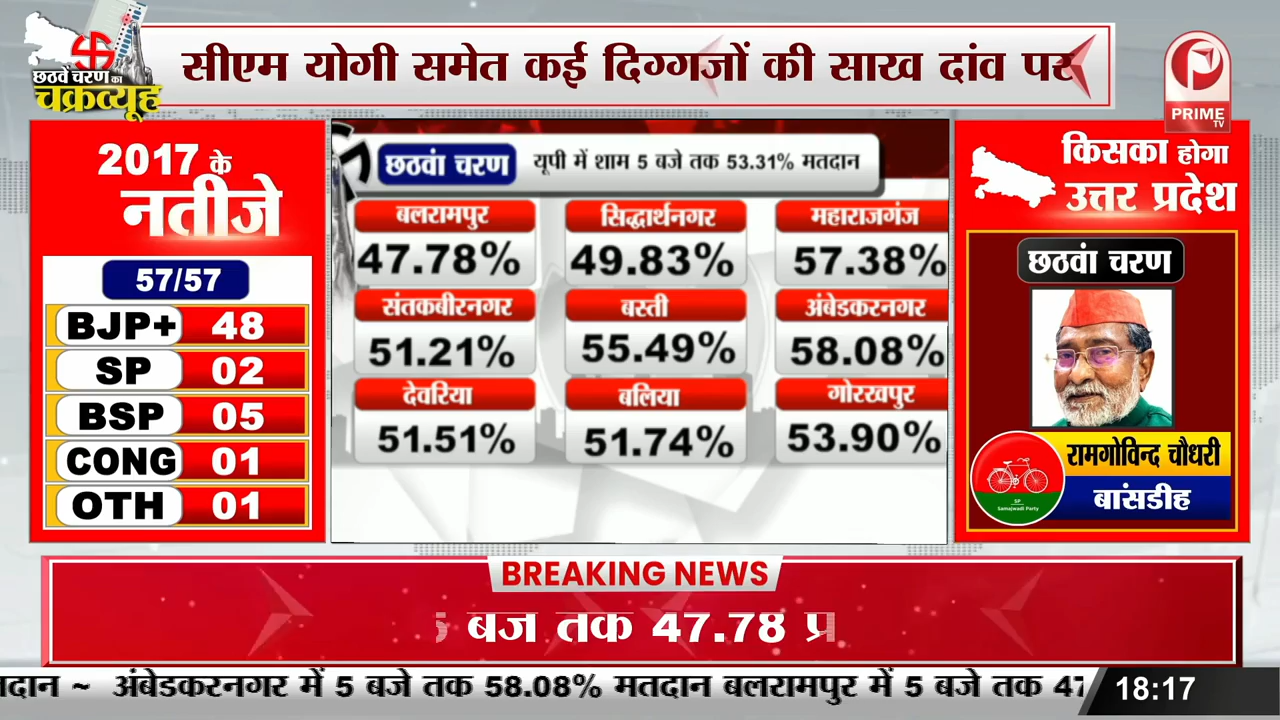 छठवें चरण का
चक्रव्यूह
सीएम योगी समेत कई दिग्गजों की साख दांव पर
PRIME
TV
2017 के
नतीजे
57/57
BJP+ 48
SP 02
BSP 05
CONG 01
OTH 01
छठवां चरण यूपी में शाम 5 बजे तक 53.31% मतदान
बलरामपुर सिद्धार्थनगर महाराजगंज
47.78% 49.83% 57.38%
संतकबीरनगर बस्ती अंबेडकरनगर
51.21% 55.49% 58.08%
देवरिया बलिया गोरखपुर
51.51% 51.74% 53.90%
किसका होगा
उत्तर प्रदेश
छठवां चरण
रामगोविन्द चौधरी
बांसडीह
SP
Samajwadi Party
BREAKING NEWS
बजे तक 47.78 प्र
तदान ~ अंबेडकरनगर में 5 बजे तक 58.08% मतदान बलरामपुर में 5 बजे तक 47
18:17